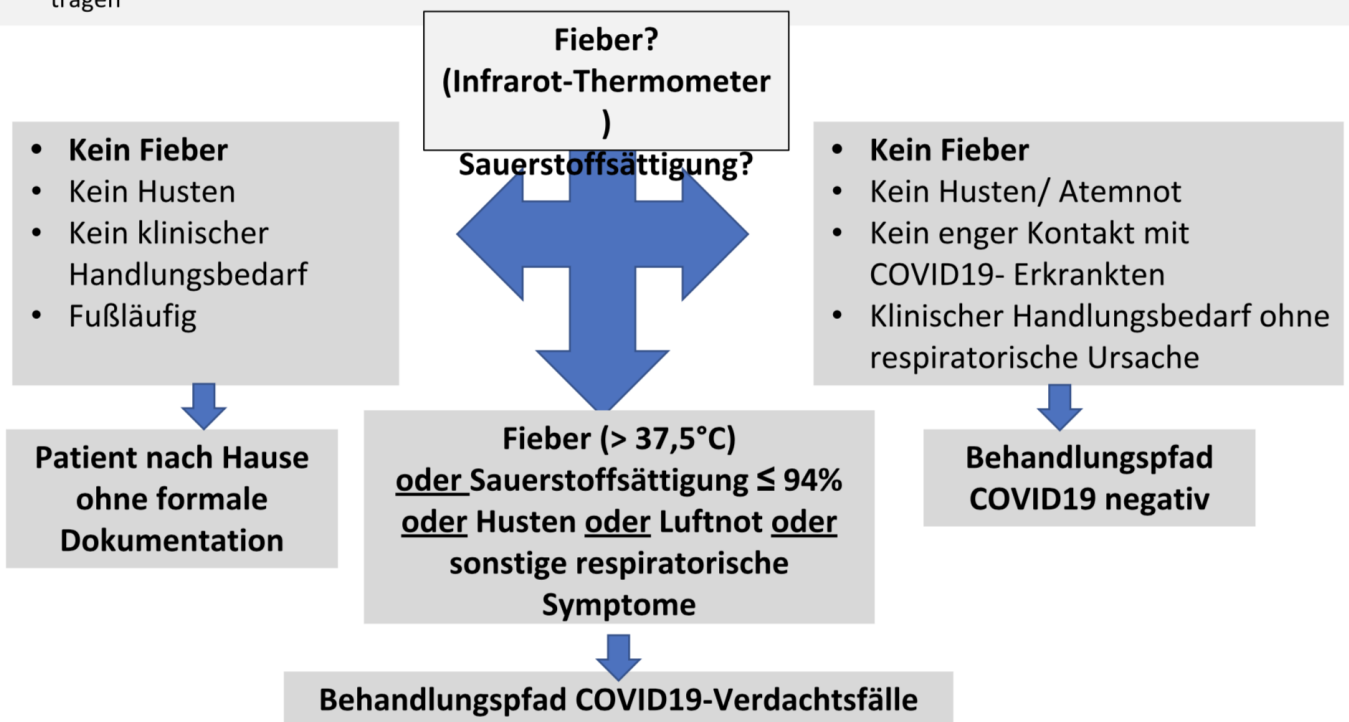 tragen
Fieber?
(Infrarot-Thermometer
)
Sauerstoffsättigung?
• Kein Fieber
• Kein Husten
• Kein klinischer
Handlungsbedarf
• Fußläufig
• Kein Fieber
• Kein Husten/ Atemnot
• Kein enger Kontakt mit
COVID19- Erkrankten
• Klinischer Handlungsbedarf ohne
respiratorische Ursache
Patient nach Hause
ohne formale
Dokumentation
Fieber (> 37,5°C)
oder Sauerstoffsättigung ≤ 94%
oder Husten oder Luftnot oder
sonstige respiratorische
Symptome
Behandlungspfad
COVID19 negativ
Behandlungspfad COVID19-Verdachtsfälle